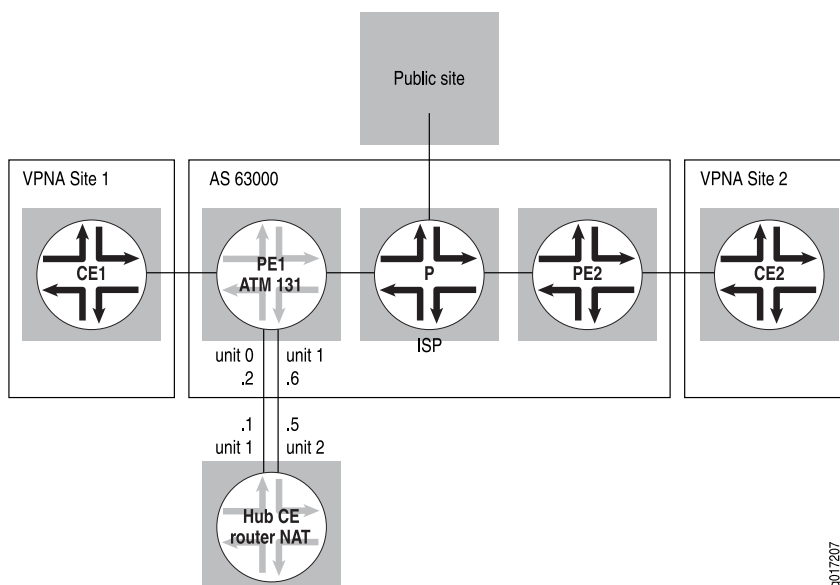 Public site
VPNA Site 1
AS 63000
VPNA Site 2
CE1
PE1
ATM 131
P
PE2
CE2
ISP
unit 0
unit 1
.2
.6
.1
.5
unit 1
unit 2
Hub CE
router NAT
g017207